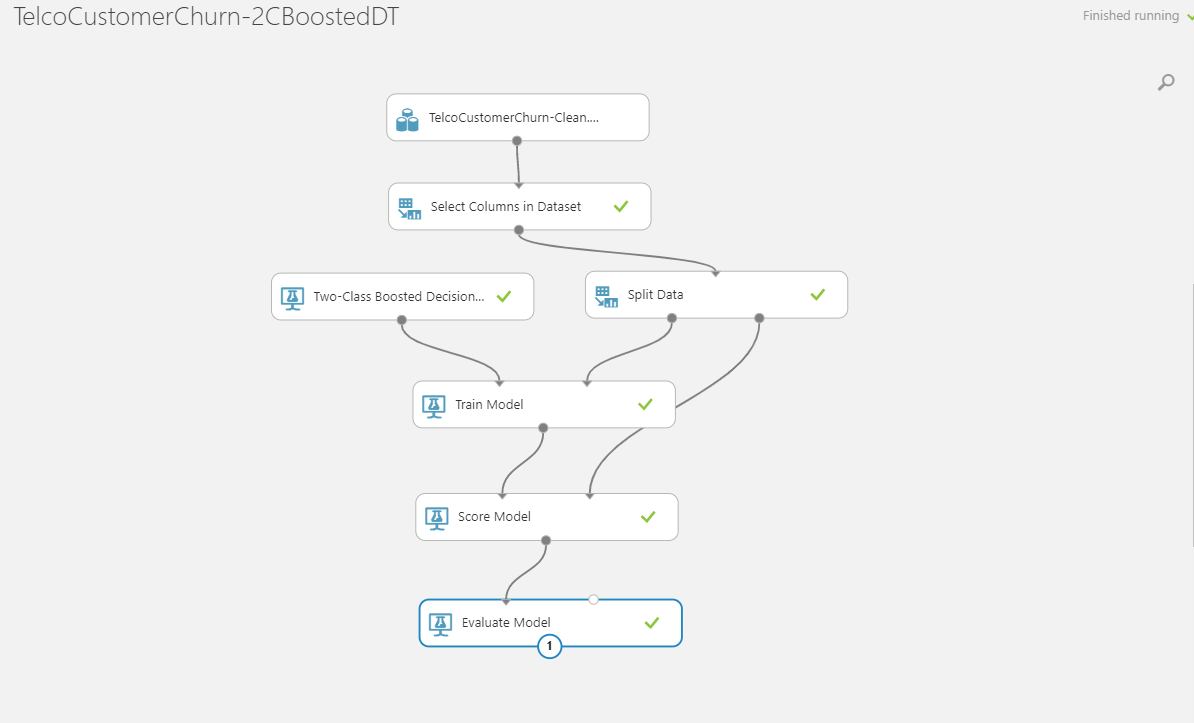 TelcoCustomerChurn-2CBoostedDT
Finished running
TelcoCustomerChurn-Clean....
Select Columns in Dataset
Two-Class Boosted Decision...
Split Data
Train Model
Score Model
Evaluate Model
1